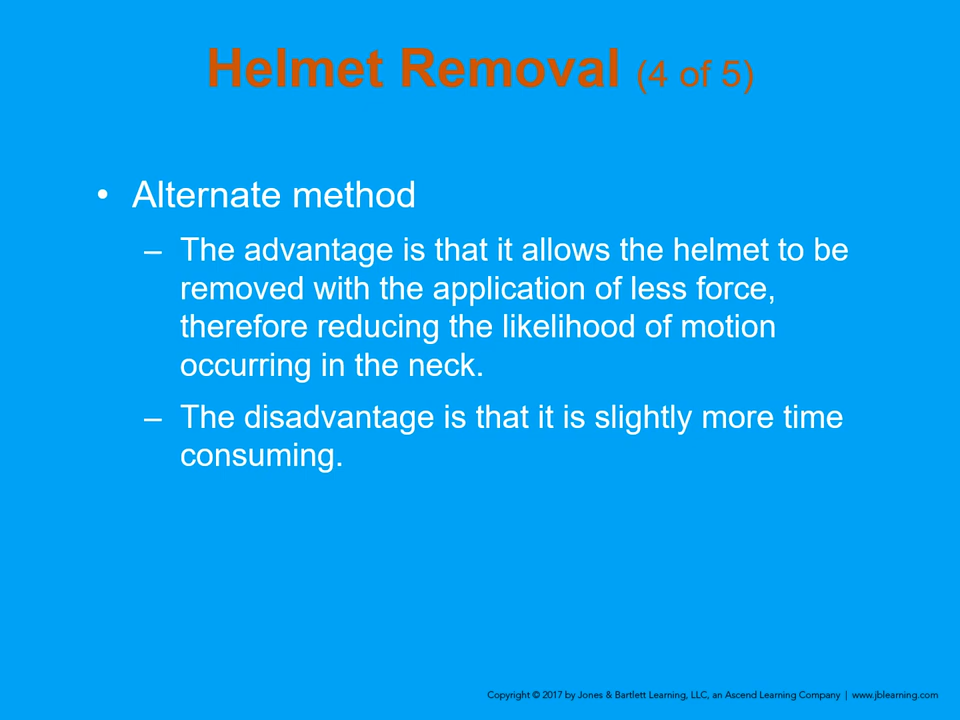 Helmet Removal (4 of 5)
• Alternate method
– The advantage is that it allows the helmet to be
removed with the application of less force,
therefore reducing the likelihood of motion
occurring in the neck.
– The disadvantage is that it is slightly more time
consuming.
Copyright © 2017 by Jones & Bartlett Learning, LLC, an Ascend Learning Company | www.jblearning.com